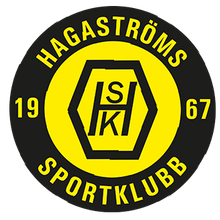 HAGASTRÖMS
19 67
HSK
SPORTKLUBB